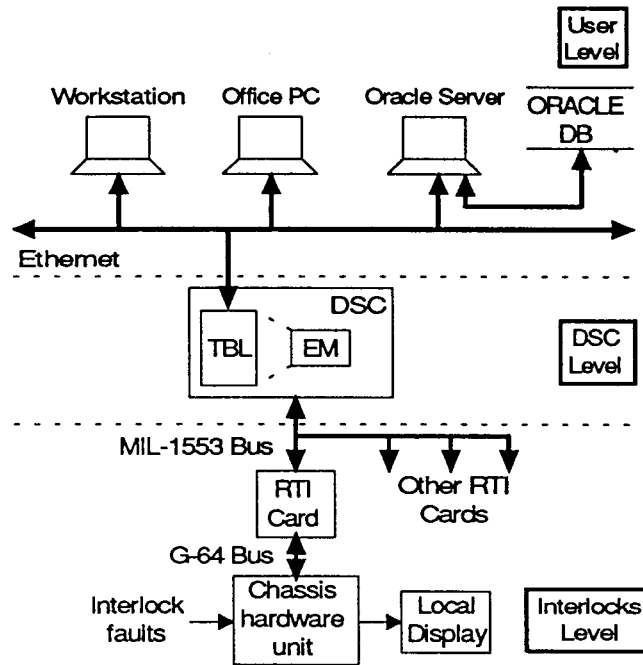 User
Level
Workstation
Office PC
Oracle Server
ORACLE
DB
Ethernet
DSC
TBL
EM
DSC
Level
MIL-1553 Bus
RTI
Card
Other RTI
Cards
G-64 Bus
Interlock
faults
Chassis
hardware
unit
Local
Display
Interlocks
Level